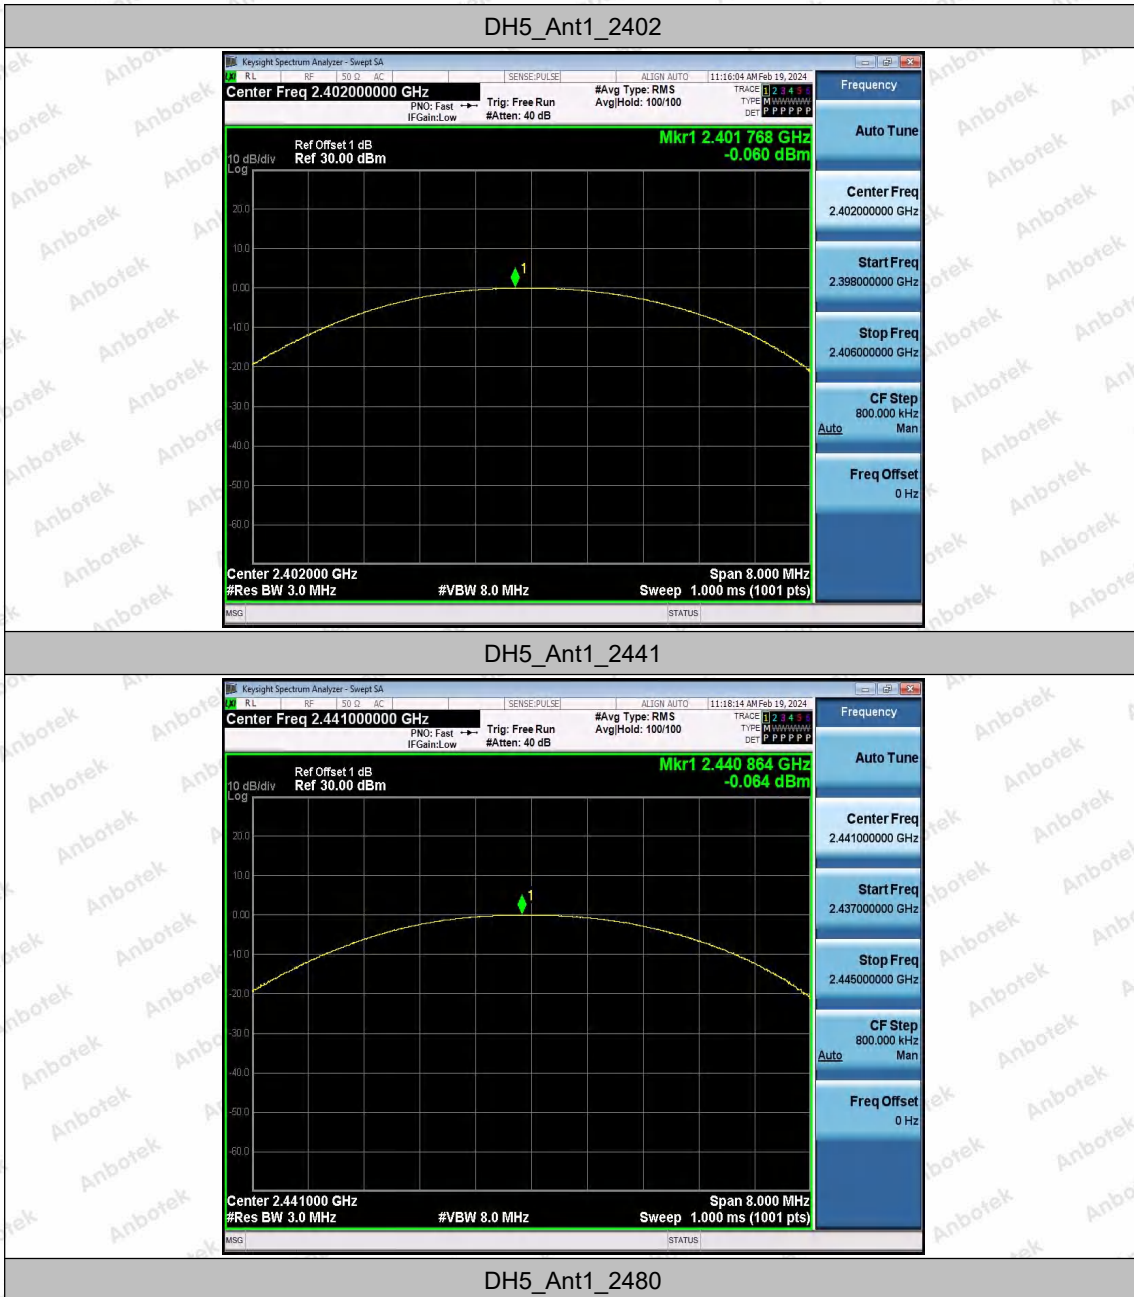 DH5_Ant1_2402
Keysight Spectrum Analyzer - Swept SA
LXI RL RF 50 Ω AC SENSE:PULSE ALIGN AUTO 11:16:04 AM Feb 19, 2024
Center Freq 2.402000000 GHz
PNO: Fast
IFGain:Low
Trig: Free Run
#Atten: 40 dB
#Avg Type: RMS
Avg|Hold: 100/100
TRACE 1 2 3 4 5 6
TYPE M WWWWW
DET P P P P P P
Ref Offset 1 dB
10 dB/div Ref 30.00 dBm
Log
Mkr1 2.401 768 GHz
-0.060 dBm
20.0
10.0
0.00
-10.0
-20.0
-30.0
-40.0
-50.0
-60.0
1
Center 2.402000 GHz Span 8.000 MHz
#Res BW 3.0 MHz #VBW 8.0 MHz Sweep 1.000 ms (1001 pts)
MSG STATUS
Frequency
Auto Tune
Center Freq
2.402000000 GHz
Start Freq
2.398000000 GHz
Stop Freq
2.406000000 GHz
CF Step
800.000 kHz
Auto Man
Freq Offset
0 Hz
DH5_Ant1_2441
Keysight Spectrum Analyzer - Swept SA
LXI RL RF 50 Ω AC SENSE:PULSE ALIGN AUTO 11:18:14 AM Feb 19, 2024
Center Freq 2.441000000 GHz
PNO: Fast
IFGain:Low
Trig: Free Run
#Atten: 40 dB
#Avg Type: RMS
Avg|Hold: 100/100
TRACE 1 2 3 4 5 6
TYPE M WWWWW
DET P P P P P P
Ref Offset 1 dB
10 dB/div Ref 30.00 dBm
Log
Mkr1 2.440 864 GHz
-0.064 dBm
20.0
10.0
0.00
-10.0
-20.0
-30.0
-40.0
-50.0
-60.0
1
Center 2.441000 GHz Span 8.000 MHz
#Res BW 3.0 MHz #VBW 8.0 MHz Sweep 1.000 ms (1001 pts)
MSG STATUS
Frequency
Auto Tune
Center Freq
2.441000000 GHz
Start Freq
2.437000000 GHz
Stop Freq
2.445000000 GHz
CF Step
800.000 kHz
Auto Man
Freq Offset
0 Hz
DH5_Ant1_2480
Anbotek